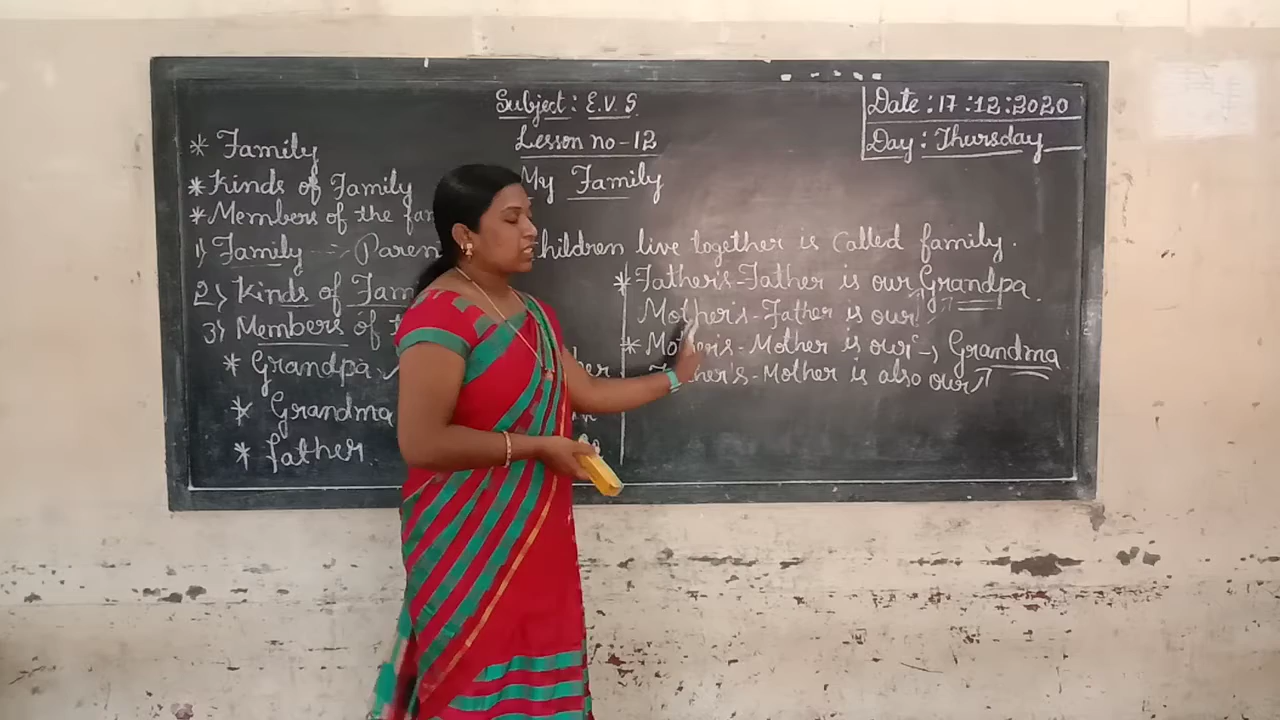 Subject: E.V.S
Lesson no-12
My Family
Date: 17:12:2020
Day: Thursday
* Family
* Kinds of Family
* Members of the
1) Family => Paren children live together is called family.
2) Kinds of Fam
3) Members of
* Grandpa
* Grandma
* father
* Father's-Father is our Grandpa.
Mother's-Father is our
* Mother's-Mother is our -> Grandma
Father's-Mother is also our